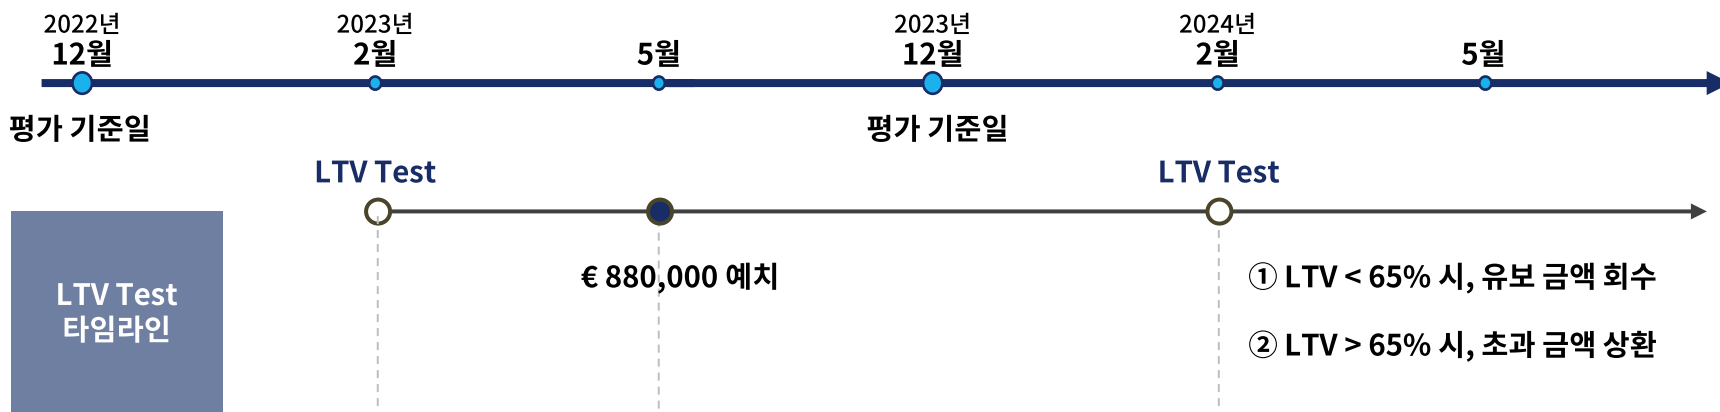 2022년
12월
2023년
2월
5월
2023년
12월
2024년
2월
5월
평가 기준일
평가 기준일
LTV Test
LTV Test
LTV Test
타임라인
€ 880,000 예치
① LTV < 65% 시, 유보 금액 회수
② LTV > 65% 시, 초과 금액 상환